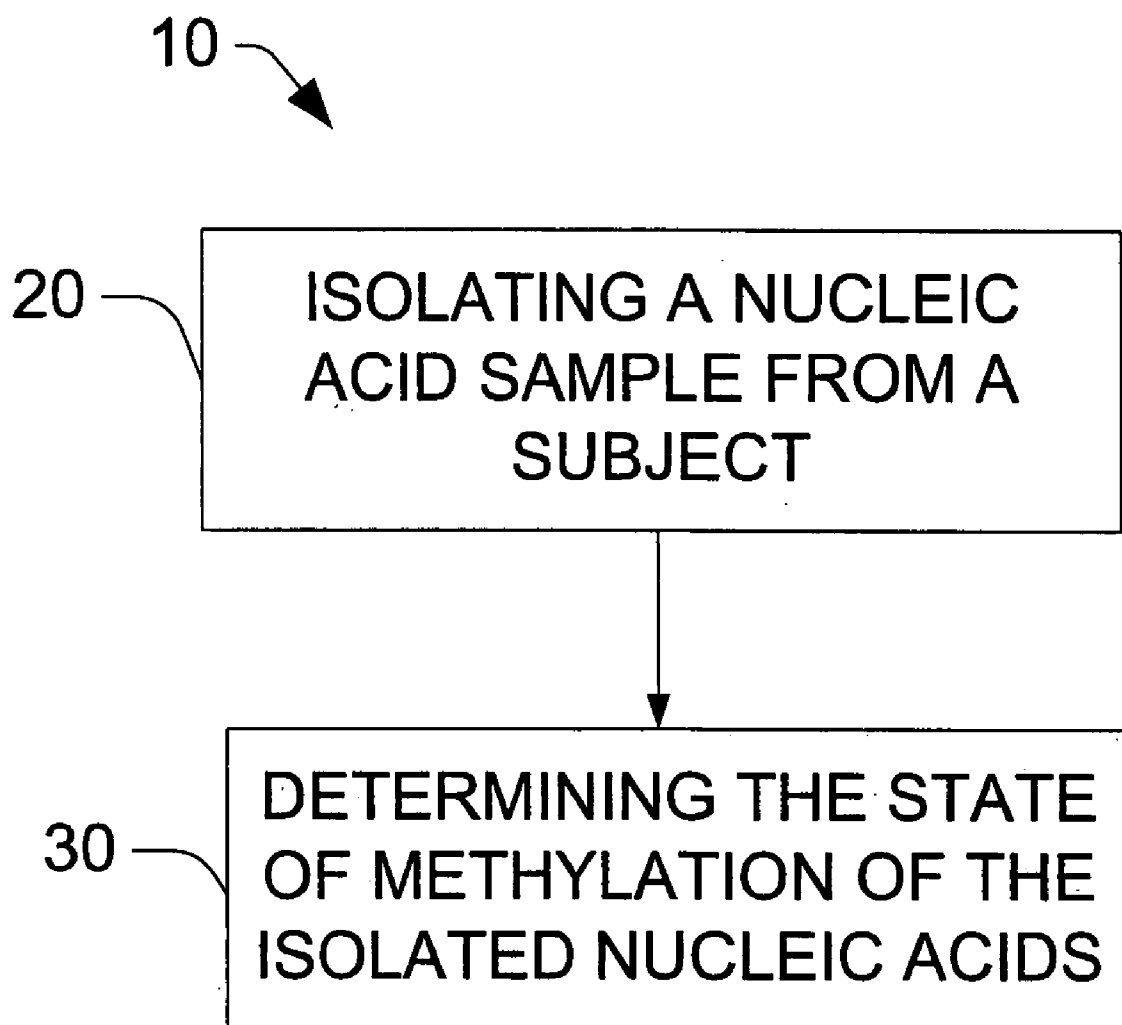 10
20
ISOLATING A NUCLEIC
ACID SAMPLE FROM A
SUBJECT
30
DETERMINING THE STATE
OF METHYLATION OF THE
ISOLATED NUCLEIC ACIDS